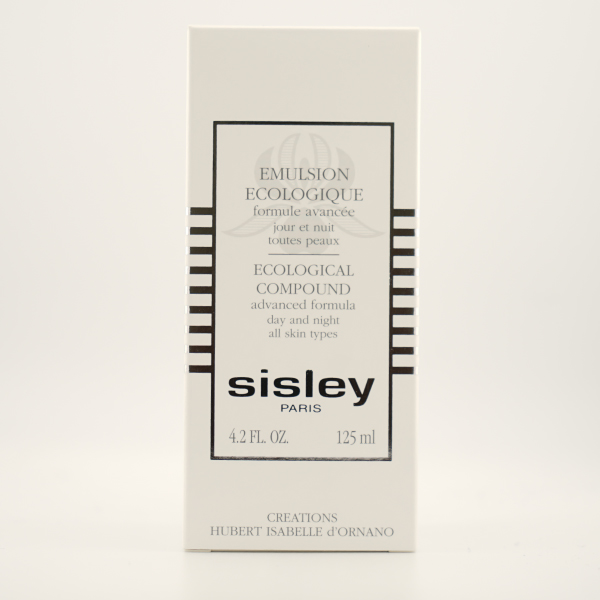 EMULSION
ECOLOGIQUE
formule avancée
jour et nuit
toutes peaux
ECOLOGICAL
COMPOUND
advanced formula
day and night
all skin types
sisley
PARIS
4.2 FL. OZ. 125 ml
CREATIONS
HUBERT ISABELLE d'ORNANO